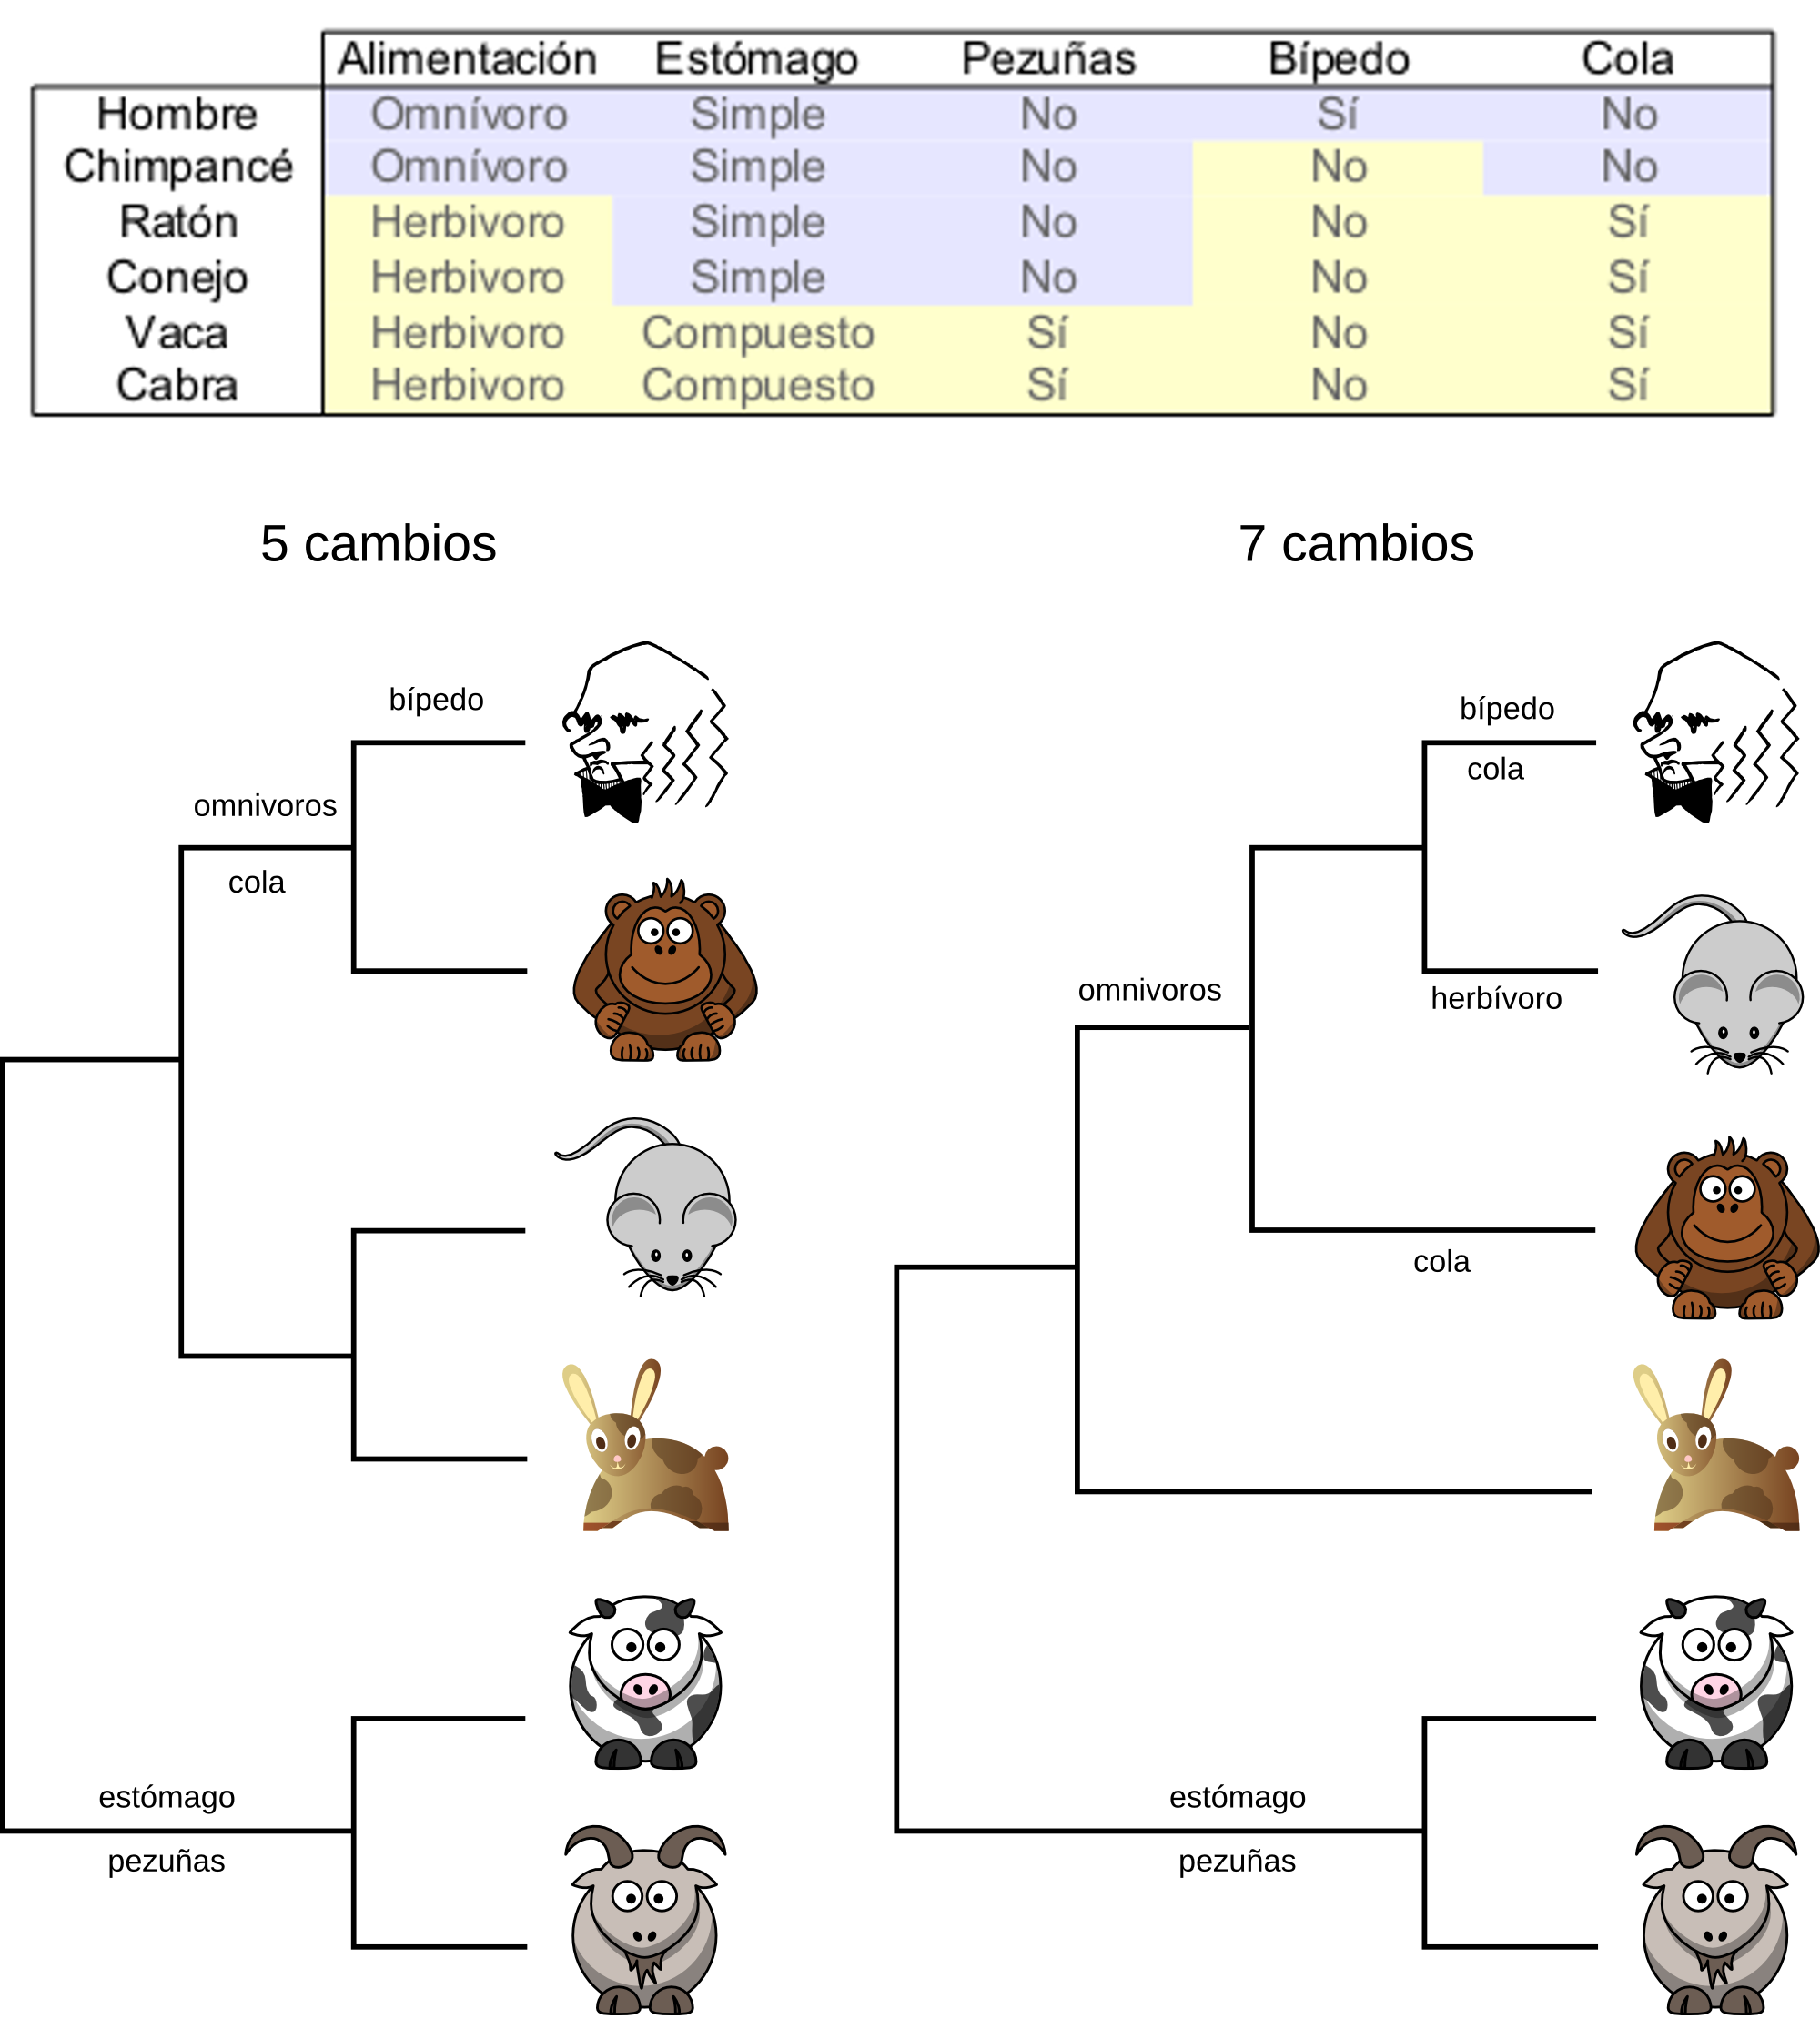 Alimentación Estómago Pezuñas Bípedo Cola
Hombre Omnívoro Simple No Sí No
Chimpancé Omnívoro Simple No No No
Ratón Herbivoro Simple No No Sí
Conejo Herbivoro Simple No No Sí
Vaca Herbivoro Compuesto Sí No Sí
Cabra Herbivoro Compuesto Sí No Sí
5 cambios
bípedo
omnivoros
cola
estómago
pezuñas
7 cambios
bípedo
cola
omnivoros
herbívoro
cola
estómago
pezuñas